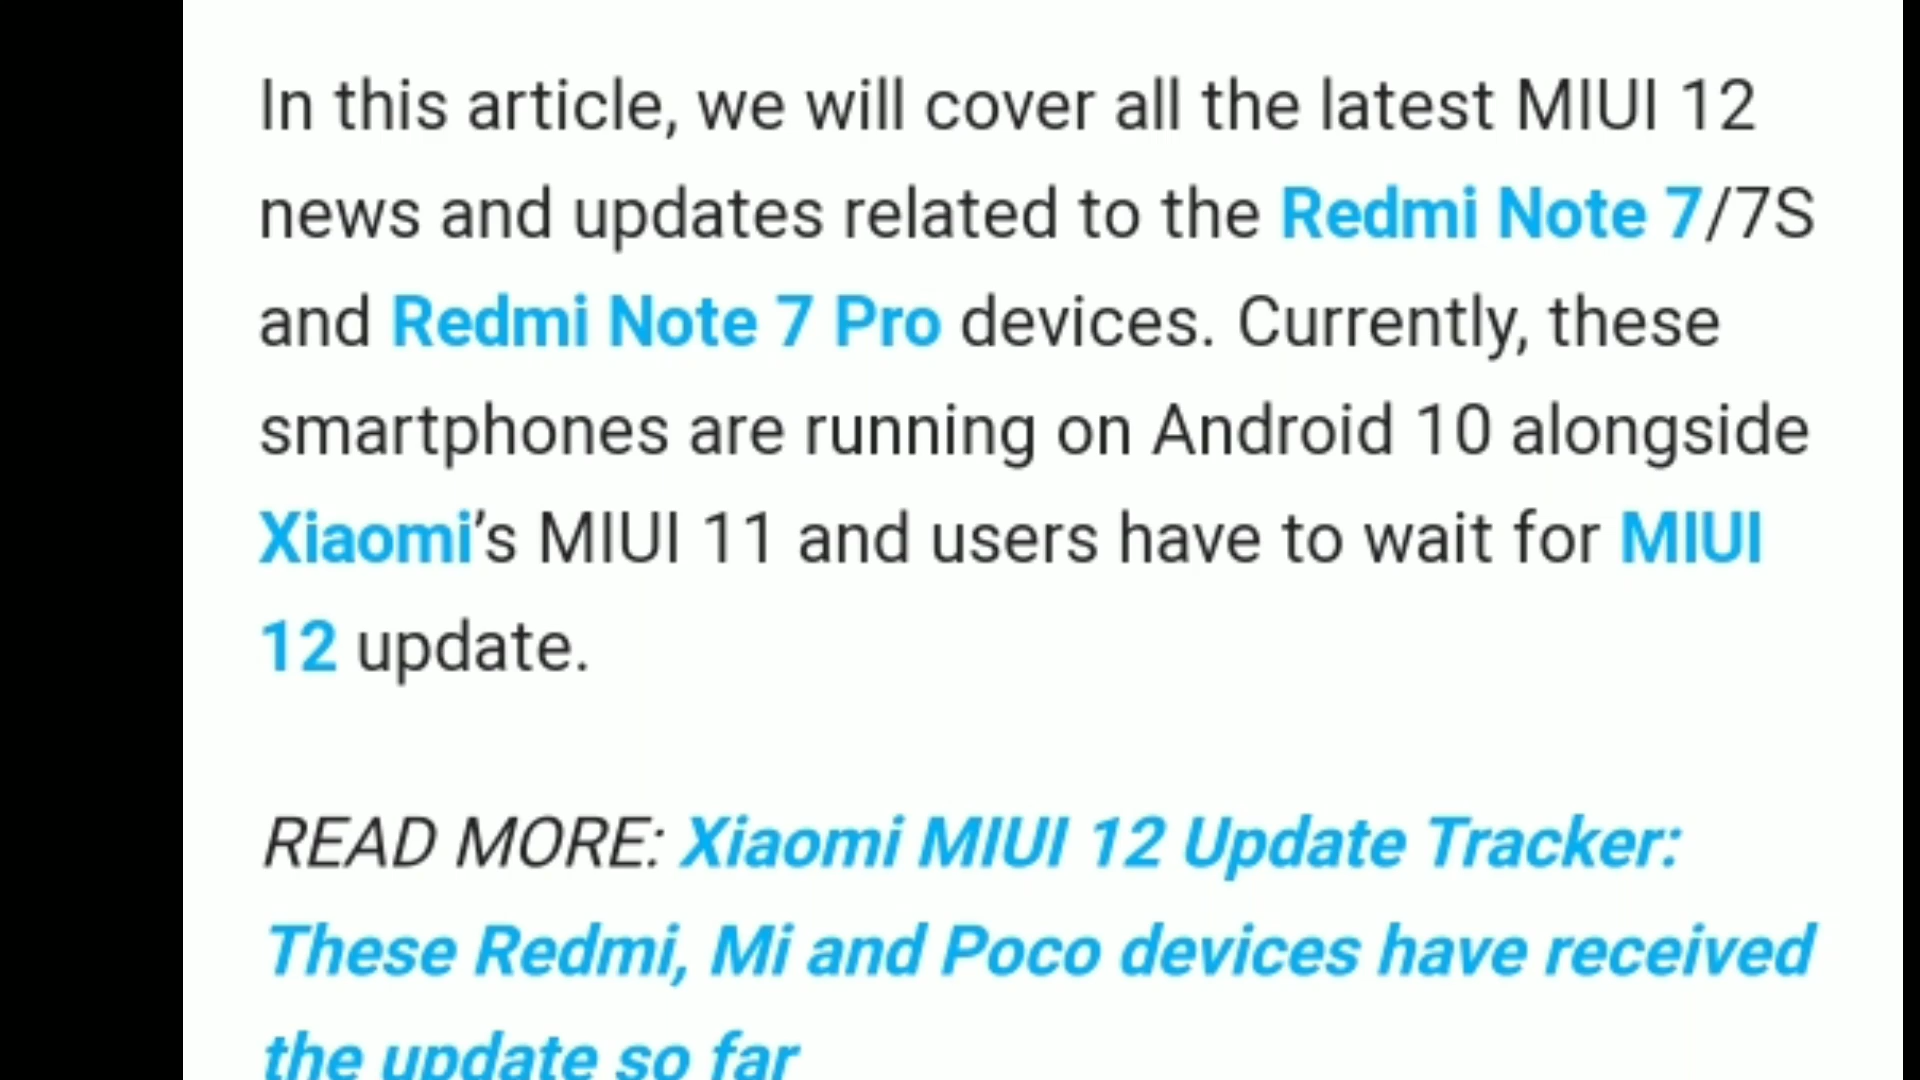 In this article, we will cover all the latest MIUI 12
news and updates related to the Redmi Note 7/7S
and Redmi Note 7 Pro devices. Currently, these
smartphones are running on Android 10 alongside
Xiaomi’s MIUI 11 and users have to wait for MIUI
12 update.
READ MORE: Xiaomi MIUI 12 Update Tracker:
These Redmi, Mi and Poco devices have received
the update so far